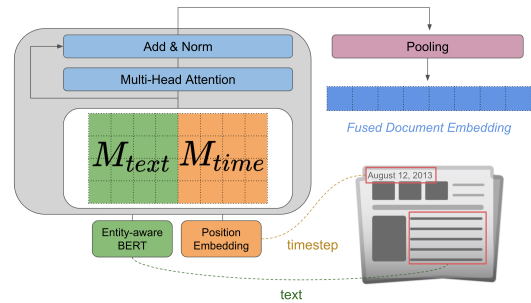 Add & Norm
Pooling
Multi-Head Attention
Fused Document Embedding
M_text M_time
August 12, 2013
Entity-aware
BERT
Position
Embedding
timestep
text